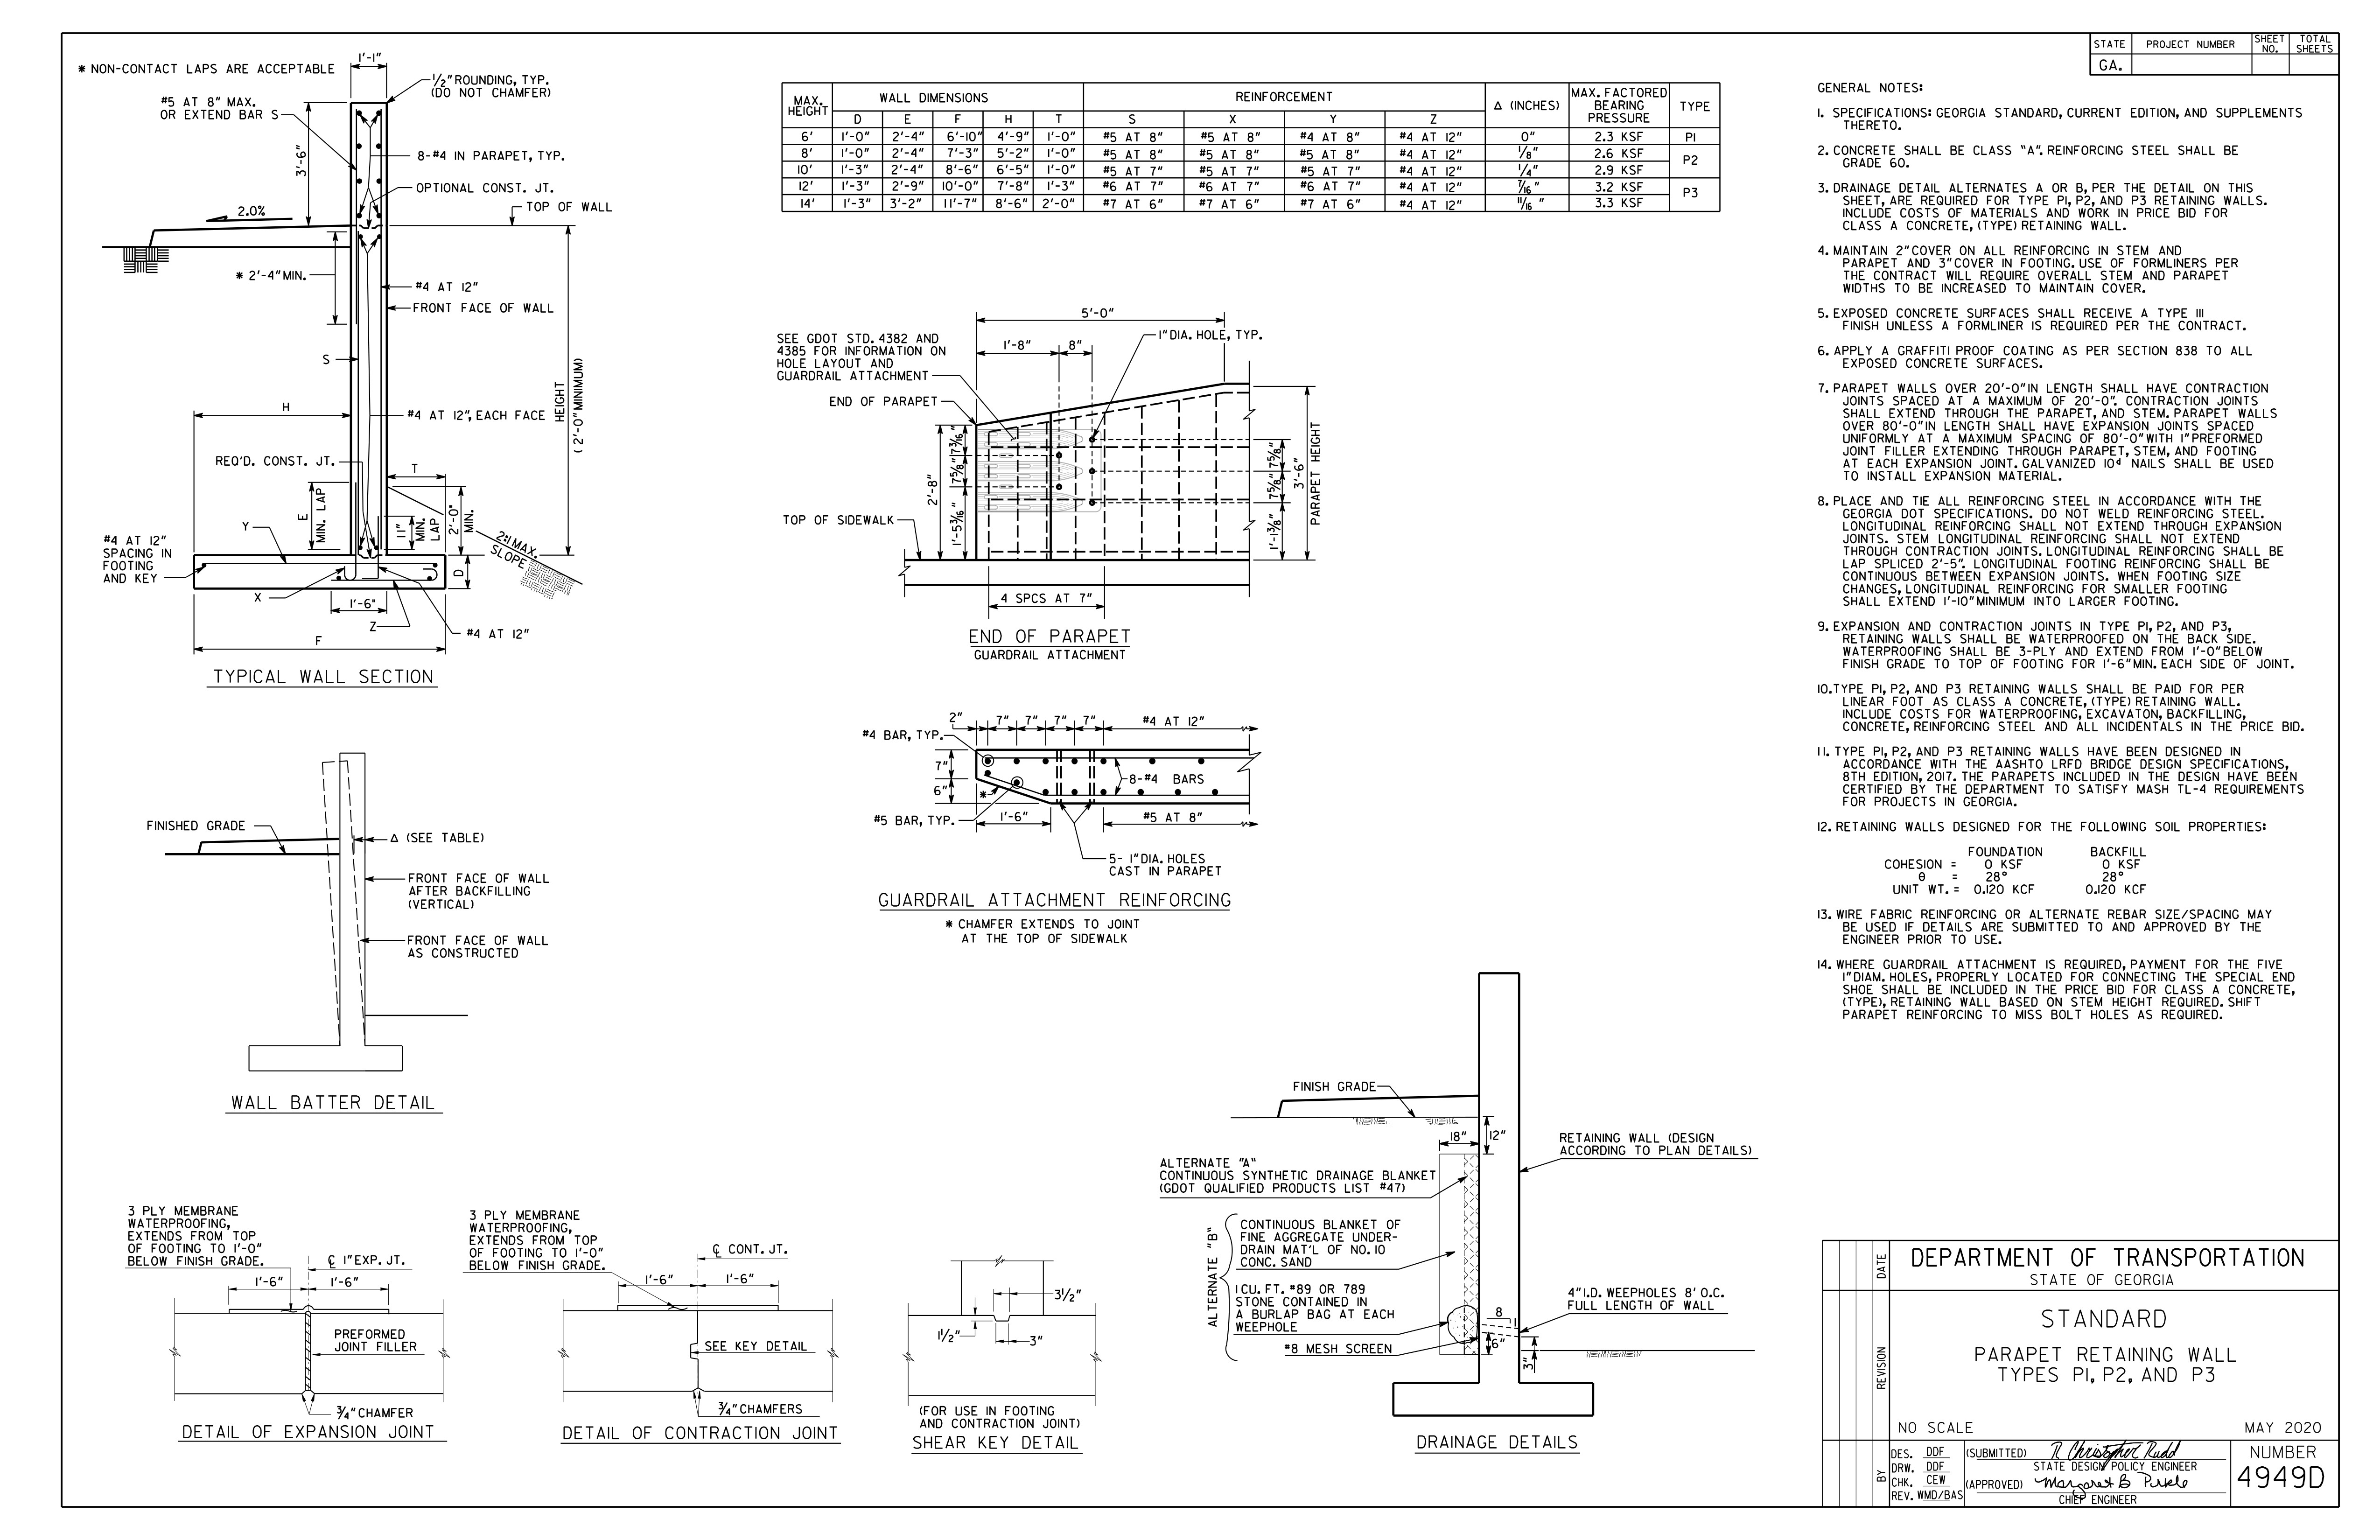 STATE
PROJECT NUMBER
SHEET NO.
TOTAL SHEETS
GA.
* NON-CONTACT LAPS ARE ACCEPTABLE
1'-1"
1/2" ROUNDING, TYP.
(DO NOT CHAMFER)
#5 AT 8" MAX.
OR EXTEND BAR S
3'-6"
8-#4 IN PARAPET, TYP.
OPTIONAL CONST. JT.
2.0%
TOP OF WALL
* 2'-4" MIN.
#4 AT 12"
FRONT FACE OF WALL
S
HEIGHT
(2'-0" MINIMUM)
H
#4 AT 12", EACH FACE
REQ'D. CONST. JT.
T
E
MIN. LAP
11"
MIN.
LAP
2'-0"
MIN.
Y
2:1 MAX.
SLOPE
#4 AT 12"
SPACING IN
FOOTING
AND KEY
D
X
1'-6"
Z
#4 AT 12"
F
TYPICAL WALL SECTION
MAX. HEIGHT | WALL DIMENSIONS | REINFORCEMENT | Δ (INCHES) | MAX. FACTORED BEARING PRESSURE | TYPE
D | E | F | H | T | S | X | Y | Z
6' | 1'-0" | 2'-4" | 6'-10" | 4'-9" | 1'-0" | #5 AT 8" | #5 AT 8" | #4 AT 8" | #4 AT 12" | 0" | 2.3 KSF | P1
8' | 1'-0" | 2'-4" | 7'-3" | 5'-2" | 1'-0" | #5 AT 8" | #5 AT 8" | #5 AT 8" | #4 AT 12" | 1/8" | 2.6 KSF | P2
10' | 1'-3" | 2'-4" | 8'-6" | 6'-5" | 1'-0" | #5 AT 7" | #5 AT 7" | #5 AT 7" | #4 AT 12" | 1/4" | 2.9 KSF
12' | 1'-3" | 2'-9" | 10'-0" | 7'-8" | 1'-3" | #6 AT 7" | #6 AT 7" | #6 AT 7" | #4 AT 12" | 7/16" | 3.2 KSF | P3
14' | 1'-3" | 3'-2" | 11'-7" | 8'-6" | 2'-0" | #7 AT 6" | #7 AT 6" | #7 AT 6" | #4 AT 12" | 11/16" | 3.3 KSF
5'-0"
SEE GDOT STD. 4382 AND
4385 FOR INFORMATION ON
HOLE LAYOUT AND
GUARDRAIL ATTACHMENT
1'-8"
8"
1" DIA. HOLE, TYP.
END OF PARAPET
2'-8"
7 3/16"
7 5/8"
1'-5 3/16"
7 5/8"
7 5/8"
1'-1 3/8"
3'-6"
PARAPET HEIGHT
TOP OF SIDEWALK
4 SPCS AT 7"
END OF PARAPET
GUARDRAIL ATTACHMENT
2"
7"
7"
7"
7"
#4 AT 12"
#4 BAR, TYP.
7"
6"
*
8-#4 BARS
#5 BAR, TYP.
1'-6"
#5 AT 8"
5- 1" DIA. HOLES
CAST IN PARAPET
GUARDRAIL ATTACHMENT REINFORCING
* CHAMFER EXTENDS TO JOINT
AT THE TOP OF SIDEWALK
FINISHED GRADE
Δ (SEE TABLE)
FRONT FACE OF WALL
AFTER BACKFILLING
(VERTICAL)
FRONT FACE OF WALL
AS CONSTRUCTED
WALL BATTER DETAIL
3 PLY MEMBRANE
WATERPROOFING,
EXTENDS FROM TOP
OF FOOTING TO 1'-0"
BELOW FINISH GRADE.
℄ 1" EXP. JT.
1'-6"
1'-6"
PREFORMED
JOINT FILLER
3/4" CHAMFER
DETAIL OF EXPANSION JOINT
3 PLY MEMBRANE
WATERPROOFING,
EXTENDS FROM TOP
OF FOOTING TO 1'-0"
BELOW FINISH GRADE.
℄ CONT. JT.
1'-6"
1'-6"
SEE KEY DETAIL
3/4" CHAMFERS
DETAIL OF CONTRACTION JOINT
3 1/2"
1 1/2"
3"
(FOR USE IN FOOTING
AND CONTRACTION JOINT)
SHEAR KEY DETAIL
FINISH GRADE
18"
12"
RETAINING WALL (DESIGN
ACCORDING TO PLAN DETAILS)
ALTERNATE "A"
CONTINUOUS SYNTHETIC DRAINAGE BLANKET
(GDOT QUALIFIED PRODUCTS LIST #47)
ALTERNATE "B"
CONTINUOUS BLANKET OF
FINE AGGREGATE UNDER-
DRAIN MAT'L OF NO. 10
CONC. SAND
1 CU. FT. #89 OR 789
STONE CONTAINED IN
A BURLAP BAG AT EACH
WEEPHOLE
#8 MESH SCREEN
8
1
6"
3"
4" I.D. WEEPHOLES 8' O.C.
FULL LENGTH OF WALL
DRAINAGE DETAILS
GENERAL NOTES:
1. SPECIFICATIONS: GEORGIA STANDARD, CURRENT EDITION, AND SUPPLEMENTS
THERETO.
2. CONCRETE SHALL BE CLASS "A". REINFORCING STEEL SHALL BE
GRADE 60.
3. DRAINAGE DETAIL ALTERNATES A OR B, PER THE DETAIL ON THIS
SHEET, ARE REQUIRED FOR TYPE P1, P2, AND P3 RETAINING WALLS.
INCLUDE COSTS OF MATERIALS AND WORK IN PRICE BID FOR
CLASS A CONCRETE, (TYPE) RETAINING WALL.
4. MAINTAIN 2" COVER ON ALL REINFORCING IN STEM AND
PARAPET AND 3" COVER IN FOOTING. USE OF FORMLINERS PER
THE CONTRACT WILL REQUIRE OVERALL STEM AND PARAPET
WIDTHS TO BE INCREASED TO MAINTAIN COVER.
5. EXPOSED CONCRETE SURFACES SHALL RECEIVE A TYPE III
FINISH UNLESS A FORMLINER IS REQUIRED PER THE CONTRACT.
6. APPLY A GRAFFITI PROOF COATING AS PER SECTION 838 TO ALL
EXPOSED CONCRETE SURFACES.
7. PARAPET WALLS OVER 20'-0" IN LENGTH SHALL HAVE CONTRACTION
JOINTS SPACED AT A MAXIMUM OF 20'-0". CONTRACTION JOINTS
SHALL EXTEND THROUGH THE PARAPET, AND STEM. PARAPET WALLS
OVER 80'-0" IN LENGTH SHALL HAVE EXPANSION JOINTS SPACED
UNIFORMLY AT A MAXIMUM SPACING OF 80'-0" WITH 1" PREFORMED
JOINT FILLER EXTENDING THROUGH PARAPET, STEM, AND FOOTING
AT EACH EXPANSION JOINT. GALVANIZED 10d NAILS SHALL BE USED
TO INSTALL EXPANSION MATERIAL.
8. PLACE AND TIE ALL REINFORCING STEEL IN ACCORDANCE WITH THE
GEORGIA DOT SPECIFICATIONS. DO NOT WELD REINFORCING STEEL.
LONGITUDINAL REINFORCING SHALL NOT EXTEND THROUGH EXPANSION
JOINTS. STEM LONGITUDINAL REINFORCING SHALL NOT EXTEND
THROUGH CONTRACTION JOINTS. LONGITUDINAL REINFORCING SHALL BE
LAP SPLICED 2'-5". LONGITUDINAL FOOTING REINFORCING SHALL BE
CONTINUOUS BETWEEN EXPANSION JOINTS. WHEN FOOTING SIZE
CHANGES, LONGITUDINAL REINFORCING FOR SMALLER FOOTING
SHALL EXTEND 1'-10" MINIMUM INTO LARGER FOOTING.
9. EXPANSION AND CONTRACTION JOINTS IN TYPE P1, P2, AND P3,
RETAINING WALLS SHALL BE WATERPROOFED ON THE BACK SIDE.
WATERPROOFING SHALL BE 3-PLY AND EXTEND FROM 1'-0" BELOW
FINISH GRADE TO TOP OF FOOTING FOR 1'-6" MIN. EACH SIDE OF JOINT.
10. TYPE P1, P2, AND P3 RETAINING WALLS SHALL BE PAID FOR PER
LINEAR FOOT AS CLASS A CONCRETE, (TYPE) RETAINING WALL.
INCLUDE COSTS FOR WATERPROOFING, EXCAVATON, BACKFILLING,
CONCRETE, REINFORCING STEEL AND ALL INCIDENTALS IN THE PRICE BID.
11. TYPE P1, P2, AND P3 RETAINING WALLS HAVE BEEN DESIGNED IN
ACCORDANCE WITH THE AASHTO LRFD BRIDGE DESIGN SPECIFICATIONS,
8TH EDITION, 2017. THE PARAPETS INCLUDED IN THE DESIGN HAVE BEEN
CERTIFIED BY THE DEPARTMENT TO SATISFY MASH TL-4 REQUIREMENTS
FOR PROJECTS IN GEORGIA.
12. RETAINING WALLS DESIGNED FOR THE FOLLOWING SOIL PROPERTIES:
FOUNDATION BACKFILL
COHESION = 0 KSF 0 KSF
θ = 28° 28°
UNIT WT. = 0.120 KCF 0.120 KCF
13. WIRE FABRIC REINFORCING OR ALTERNATE REBAR SIZE/SPACING MAY
BE USED IF DETAILS ARE SUBMITTED TO AND APPROVED BY THE
ENGINEER PRIOR TO USE.
14. WHERE GUARDRAIL ATTACHMENT IS REQUIRED, PAYMENT FOR THE FIVE
1" DIAM. HOLES, PROPERLY LOCATED FOR CONNECTING THE SPECIAL END
SHOE SHALL BE INCLUDED IN THE PRICE BID FOR CLASS A CONCRETE,
(TYPE), RETAINING WALL BASED ON STEM HEIGHT REQUIRED. SHIFT
PARAPET REINFORCING TO MISS BOLT HOLES AS REQUIRED.
DATE
REVISION
BY
DEPARTMENT OF TRANSPORTATION
STATE OF GEORGIA
STANDARD
PARAPET RETAINING WALL
TYPES P1, P2, AND P3
NO SCALE
MAY 2020
DES. DDF
DRW. DDF
CHK. CEW
REV. WMD/BAS
(SUBMITTED) R Christopher Rudd
STATE DESIGN POLICY ENGINEER
(APPROVED) Margaret B Pirkle
CHIEF ENGINEER
NUMBER
4949D